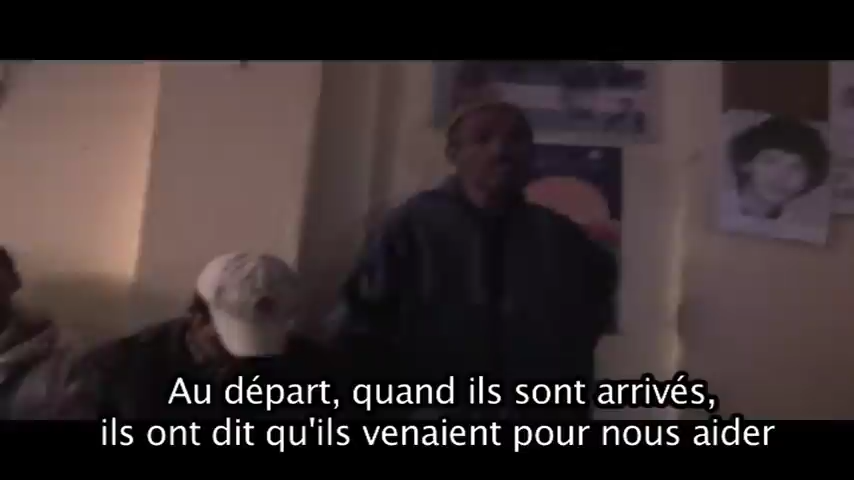 Au départ, quand ils sont arrivés,
ils ont dit qu'ils venaient pour nous aider